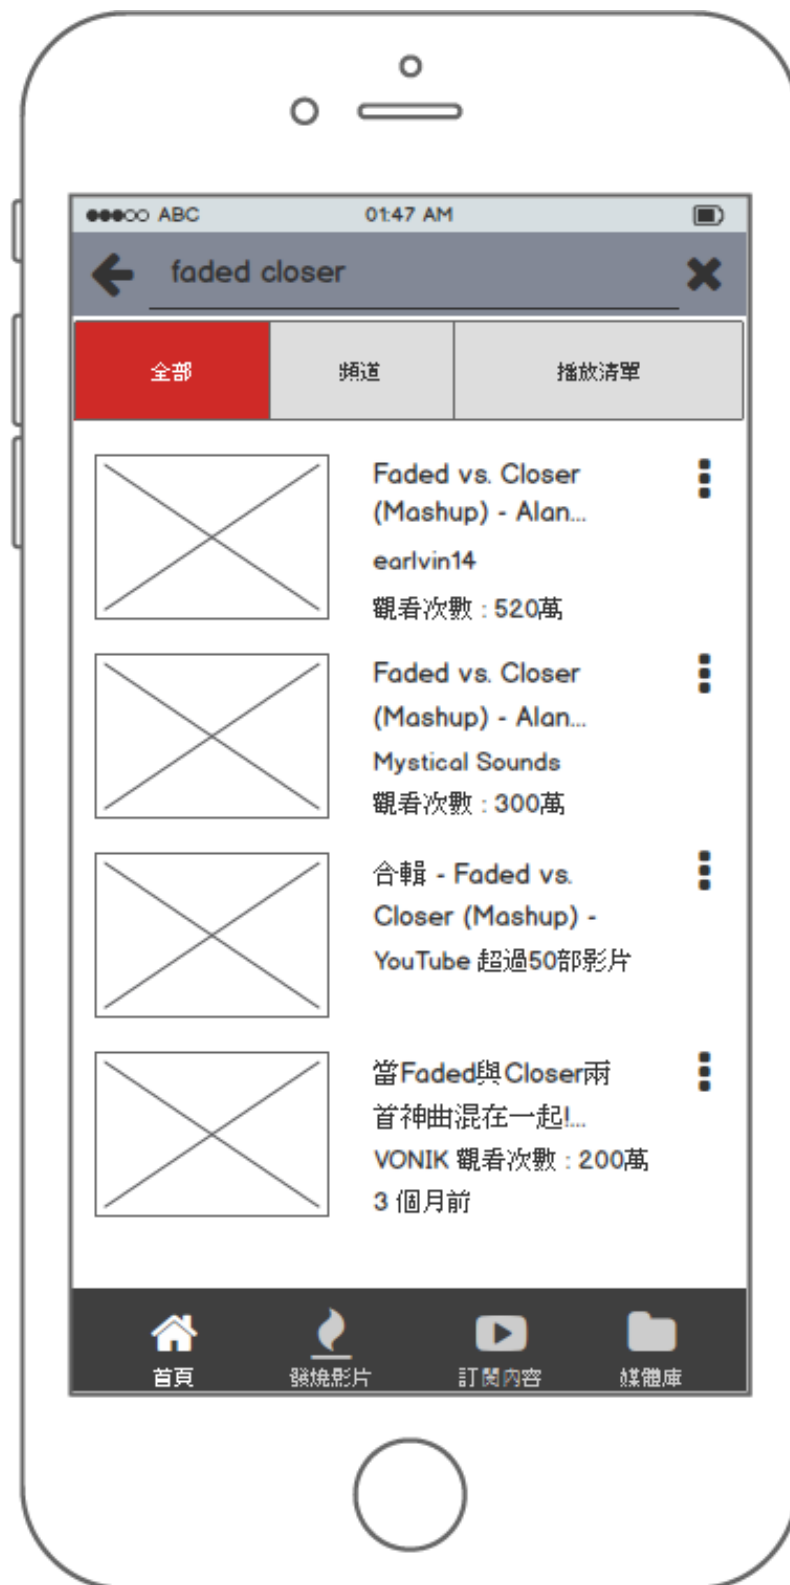 ABC 01:47 AM
faded closer
全部 頻道 播放清單
Faded vs. Closer
(Mashup) - Alan...
earlvin14
觀看次數 : 520萬
Faded vs. Closer
(Mashup) - Alan...
Mystical Sounds
觀看次數 : 300萬
合輯 - Faded vs.
Closer (Mashup) -
YouTube 超過50部影片
當Faded與Closer兩
首神曲混在一起!...
VONIK 觀看次數 : 200萬
3 個月前
首頁 發燒影片 訂閱內容 媒體庫